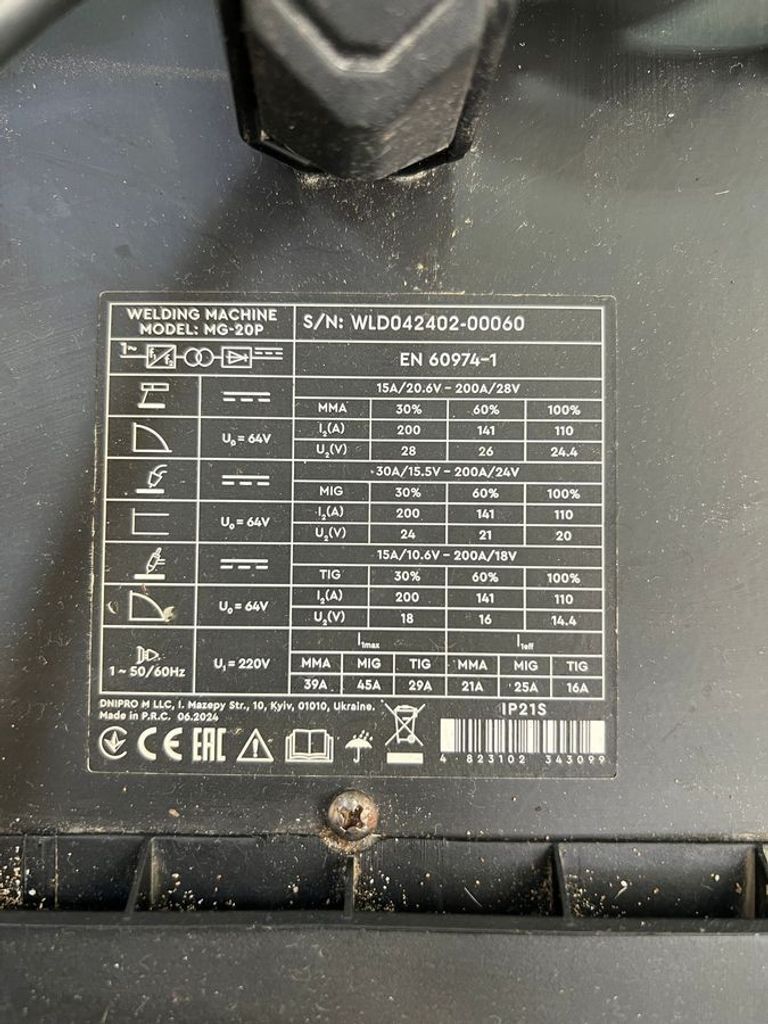 WELDING MACHINE
MODEL: MG-20P
S/N: WLD042402-00060
1~ f₁ f₂
EN 60974-1
15A/20.6V - 200A/28V
MMA 30% 60% 100%
U₀ = 64V
I₂(A) 200 141 110
U₂(V) 28 26 24.4
30A/15.5V - 200A/24V
MIG 30% 60% 100%
U₀ = 64V
I₂(A) 200 141 110
U₂(V) 24 21 20
15A/10.6V - 200A/18V
TIG 30% 60% 100%
U₀ = 64V
I₂(A) 200 141 110
U₂(V) 18 16 14.4
1 ~ 50/60Hz
U₁ = 220V
I₁max I₁eff
MMA MIG TIG MMA MIG TIG
39A 45A 29A 21A 25A 16A
DNIPRO M LLC, I. Mazepy Str., 10, Kyiv, 01010, Ukraine.
Made in P.R.C. 06.2024
IP21S
CE EAC
4 823102 343099